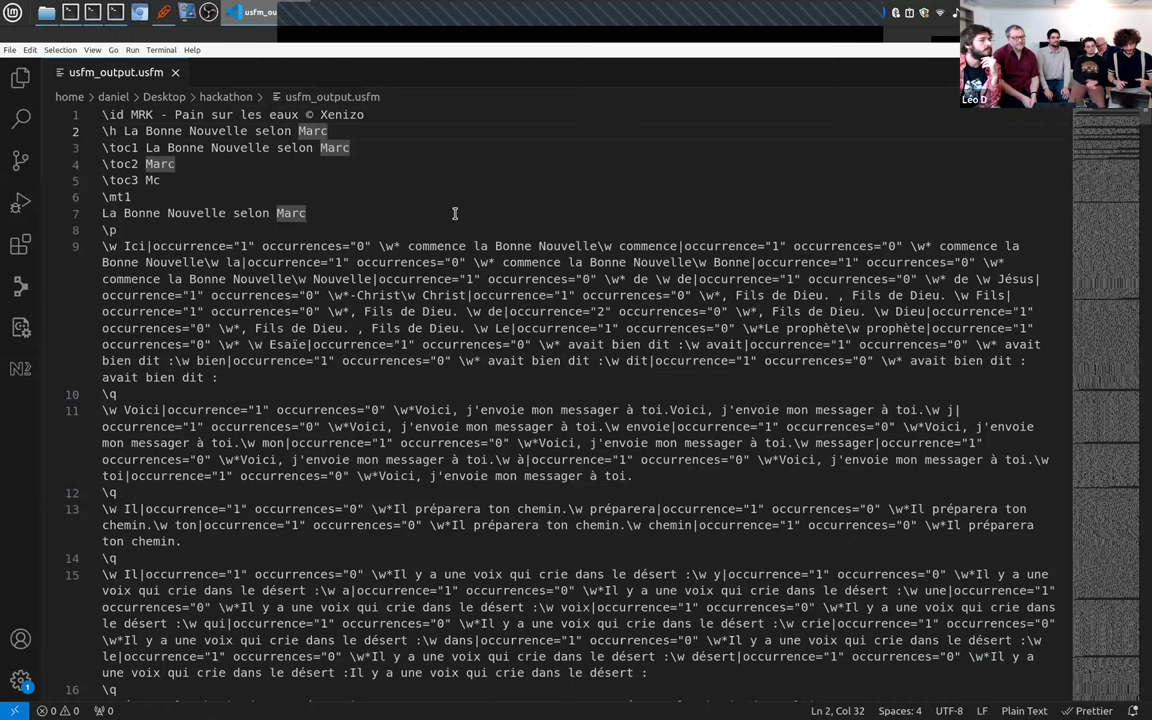 usfm_ou
File Edit Selection View Go Run Terminal Help
usfm_output.usfm
home > daniel > Desktop > hackathon > usfm_output.usfm
Leo D
1 \id MRK - Pain sur les eaux © Xenizo
2 \h La Bonne Nouvelle selon Marc
3 \toc1 La Bonne Nouvelle selon Marc
4 \toc2 Marc
5 \toc3 Mc
6 \mt1
7 La Bonne Nouvelle selon Marc
8 \p
9 \w Ici|occurrence="1" occurrences="0" \w* commence la Bonne Nouvelle\w commence|occurrence="1" occurrences="0" \w* commence la
Bonne Nouvelle\w la|occurrence="1" occurrences="0" \w* commence la Bonne Nouvelle\w Bonne|occurrence="1" occurrences="0" \w*
commence la Bonne Nouvelle\w Nouvelle|occurrence="1" occurrences="0" \w* de \w de|occurrence="1" occurrences="0" \w* de \w Jésus|
occurrence="1" occurrences="0" \w*-Christ\w Christ|occurrence="1" occurrences="0" \w*, Fils de Dieu. , Fils de Dieu. \w Fils|
occurrence="1" occurrences="0" \w*, Fils de Dieu. \w de|occurrence="2" occurrences="0" \w*, Fils de Dieu. \w Dieu|occurrence="1"
occurrences="0" \w*, Fils de Dieu. , Fils de Dieu. \w Le|occurrence="1" occurrences="0" \w*Le prophète\w prophète|occurrence="1"
occurrences="0" \w* \w Esaïe|occurrence="1" occurrences="0" \w* avait bien dit :\w avait|occurrence="1" occurrences="0" \w* avait
bien dit :\w bien|occurrence="1" occurrences="0" \w* avait bien dit :\w dit|occurrence="1" occurrences="0" \w* avait bien dit :
avait bien dit :
10 \q
11 \w Voici|occurrence="1" occurrences="0" \w*Voici, j'envoie mon messager à toi.Voici, j'envoie mon messager à toi.\w j|
occurrence="1" occurrences="0" \w*Voici, j'envoie mon messager à toi.\w envoie|occurrence="1" occurrences="0" \w*Voici, j'envoie
mon messager à toi.\w mon|occurrence="1" occurrences="0" \w*Voici, j'envoie mon messager à toi.\w messager|occurrence="1"
occurrences="0" \w*Voici, j'envoie mon messager à toi.\w à|occurrence="1" occurrences="0" \w*Voici, j'envoie mon messager à toi.\w
toi|occurrence="1" occurrences="0" \w*Voici, j'envoie mon messager à toi.
12 \q
13 \w Il|occurrence="1" occurrences="0" \w*Il préparera ton chemin.\w préparera|occurrence="1" occurrences="0" \w*Il préparera ton
chemin.\w ton|occurrence="1" occurrences="0" \w*Il préparera ton chemin.\w chemin|occurrence="1" occurrences="0" \w*Il préparera
ton chemin.
14 \q
15 \w Il|occurrence="1" occurrences="0" \w*Il y a une voix qui crie dans le désert :\w y|occurrence="1" occurrences="0" \w*Il y a une
voix qui crie dans le désert :\w a|occurrence="1" occurrences="0" \w*Il y a une voix qui crie dans le désert :\w une|occurrence="1"
occurrences="0" \w*Il y a une voix qui crie dans le désert :\w voix|occurrence="1" occurrences="0" \w*Il y a une voix qui crie dans
le désert :\w qui|occurrence="1" occurrences="0" \w*Il y a une voix qui crie dans le désert :\w crie|occurrence="1" occurrences="0"
\w*Il y a une voix qui crie dans le désert :\w dans|occurrence="1" occurrences="0" \w*Il y a une voix qui crie dans le désert :\w
le|occurrence="1" occurrences="0" \w*Il y a une voix qui crie dans le désert :\w désert|occurrence="1" occurrences="0" \w*Il y a
une voix qui crie dans le désert :Il y a une voix qui crie dans le désert :
16 \q
0 0 0 Ln 2, Col 32 Spaces: 4 UTF-8 LF Plain Text Prettier